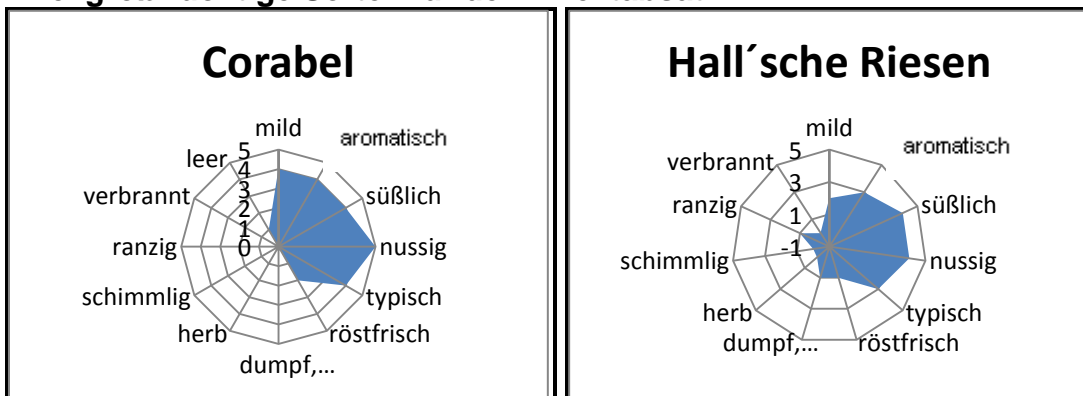 Corabel
mild
aromatisch
süßlich
nussig
typisch
röstfrisch
dumpf,...
herb
schimmlig
ranzig
verbrannt
leer
5
4
3
2
1
0
Hall´sche Riesen
mild
aromatisch
süßlich
nussig
typisch
röstfrisch
dumpf,...
herb
schimmlig
ranzig
verbrannt
5
3
1
-1